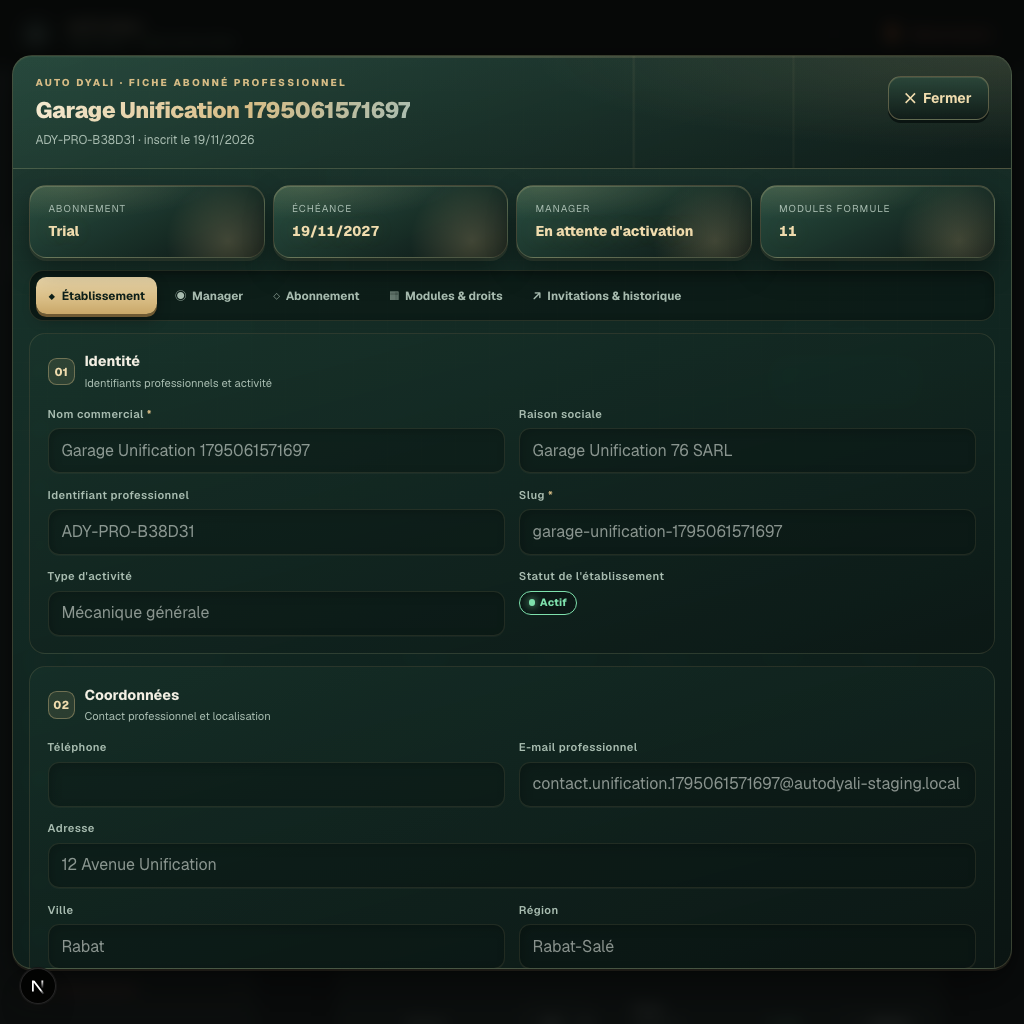 AUTO DYALI · FICHE ABONNÉ PROFESSIONNEL
Garage Unification 1795061571697
ADY-PRO-B38D31 · inscrit le 19/11/2026
Fermer
ABONNEMENT
Trial
ÉCHÉANCE
19/11/2027
MANAGER
En attente d'activation
MODULES FORMULE
11
Établissement
Manager
Abonnement
Modules & droits
Invitations & historique
01
Identité
Identifiants professionnels et activité
Nom commercial *
Garage Unification 1795061571697
Raison sociale
Garage Unification 76 SARL
Identifiant professionnel
ADY-PRO-B38D31
Slug *
garage-unification-1795061571697
Type d'activité
Mécanique générale
Statut de l'établissement
Actif
02
Coordonnées
Contact professionnel et localisation
Téléphone
E-mail professionnel
contact.unification.1795061571697@autodyali-staging.local
Adresse
12 Avenue Unification
Ville
Rabat
Région
Rabat-Salé
N